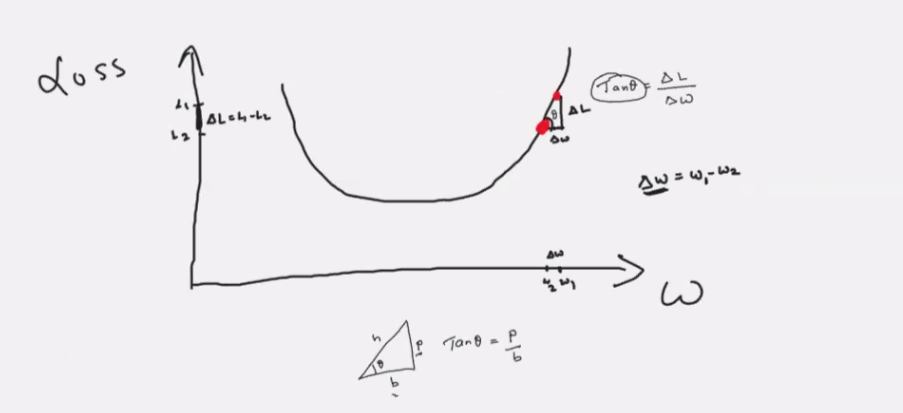 Loss
L1
ΔL = L1 - L2
L2
Tanθ = ΔL / ΔW
θ
ΔL
Δw
Δw = w1 - w2
Δw
w2 w1
ω
h
p
θ
b
Tanθ = p / b